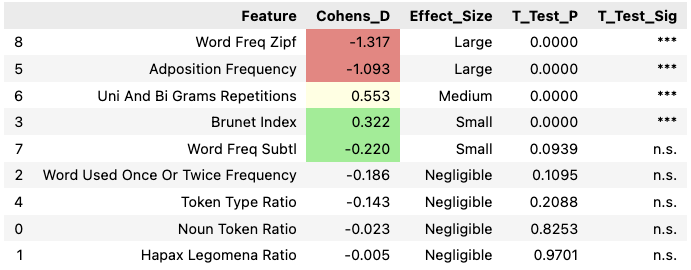 Feature Cohens_D Effect_Size T_Test_P T_Test_Sig
8 Word Freq Zipf -1.317 Large 0.0000 ***
5 Adposition Frequency -1.093 Large 0.0000 ***
6 Uni And Bi Grams Repetitions 0.553 Medium 0.0000 ***
3 Brunet Index 0.322 Small 0.0000 ***
7 Word Freq Subtl -0.220 Small 0.0939 n.s.
2 Word Used Once Or Twice Frequency -0.186 Negligible 0.1095 n.s.
4 Token Type Ratio -0.143 Negligible 0.2088 n.s.
0 Noun Token Ratio -0.023 Negligible 0.8253 n.s.
1 Hapax Legomena Ratio -0.005 Negligible 0.9701 n.s.